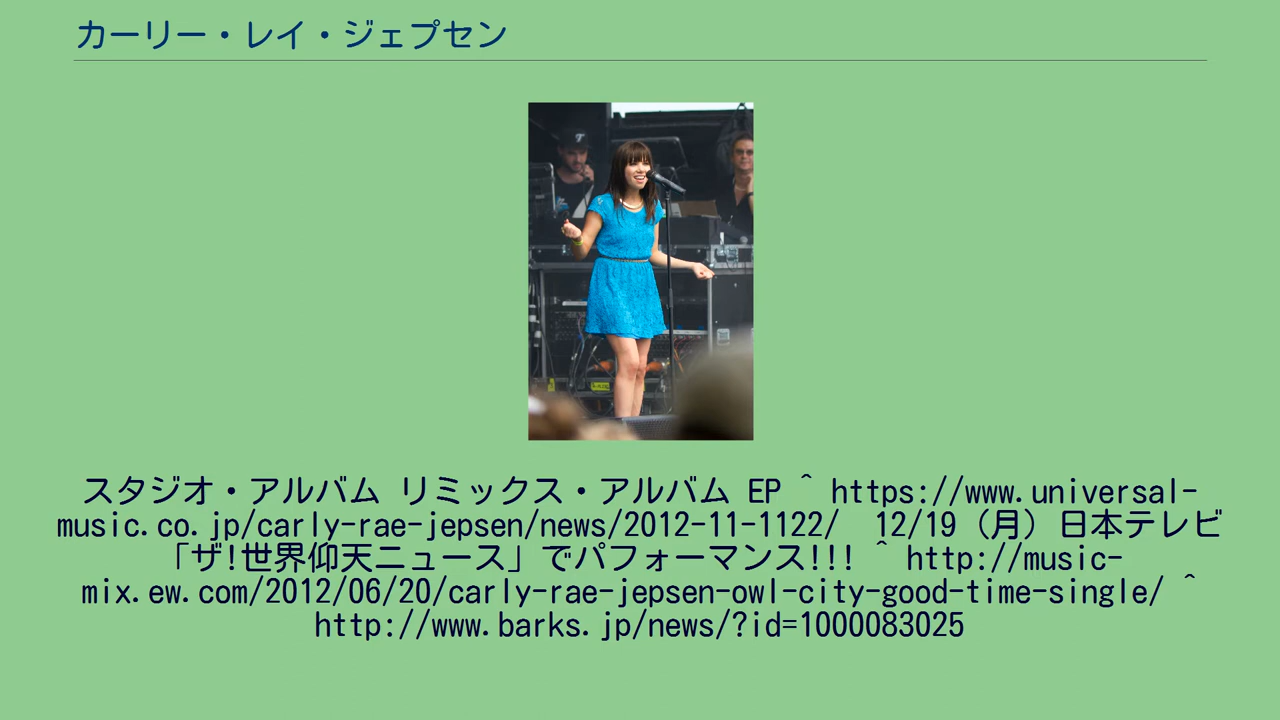 カーリー・レイ・ジェプセン
スタジオ・アルバム リミックス・アルバム EP ^ https://www.universal-
music.co.jp/carly-rae-jepsen/news/2012-11-1122/　12/19（月）日本テレビ
「ザ!世界仰天ニュース」でパフォーマンス!!! ^ http://music-
mix.ew.com/2012/06/20/carly-rae-jepsen-owl-city-good-time-single/ ^
http://www.barks.jp/news/?id=1000083025